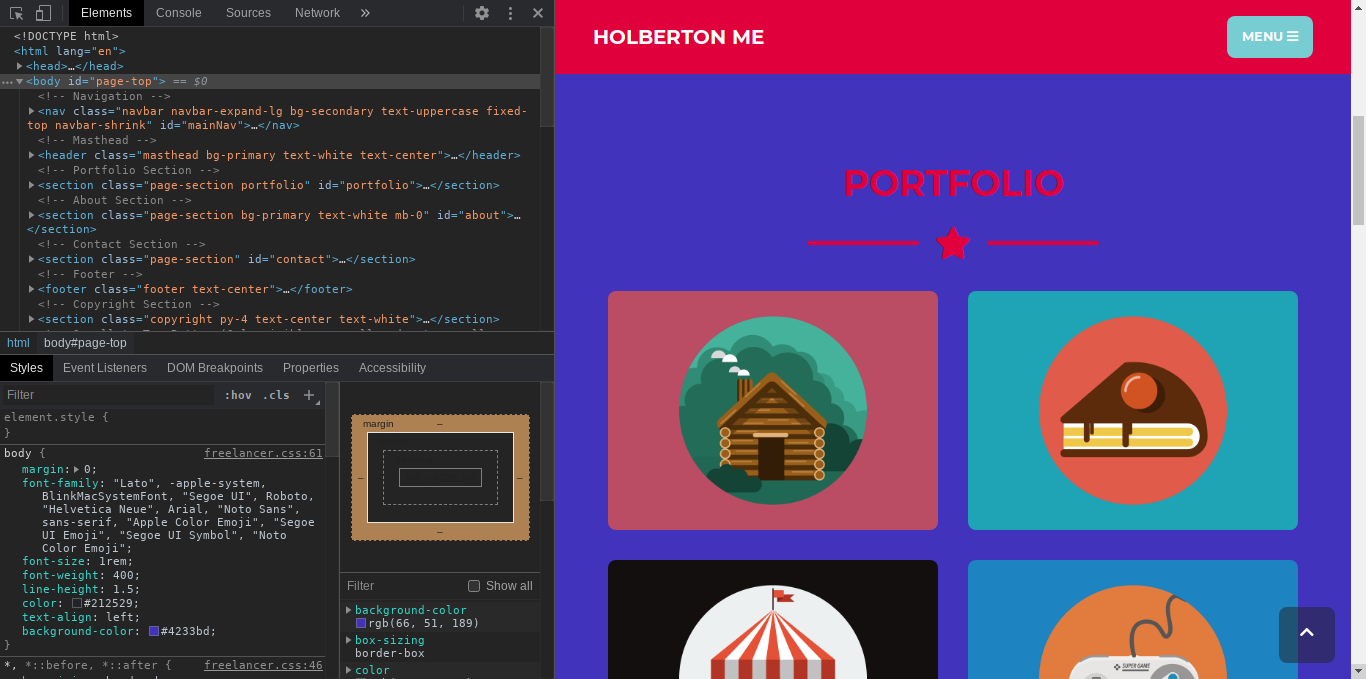 Elements Console Sources Network »
<!DOCTYPE html>
<html lang="en">
<head>…</head>
<body id="page-top"> == $0
<!-- Navigation -->
<nav class="navbar navbar-expand-lg bg-secondary text-uppercase fixed-
top navbar-shrink" id="mainNav">…</nav>
<!-- Masthead -->
<header class="masthead bg-primary text-white text-center">…</header>
<!-- Portfolio Section -->
<section class="page-section portfolio" id="portfolio">…</section>
<!-- About Section -->
<section class="page-section bg-primary text-white mb-0" id="about">…
</section>
<!-- Contact Section -->
<section class="page-section" id="contact">…</section>
<!-- Footer -->
<footer class="footer text-center">…</footer>
<!-- Copyright Section -->
<section class="copyright py-4 text-center text-white">…</section>
html body#page-top
Styles Event Listeners DOM Breakpoints Properties Accessibility
Filter :hov .cls +
element.style {
}
body { freelancer.css:61
margin: 0;
font-family: "Lato", -apple-system,
BlinkMacSystemFont, "Segoe UI", Roboto,
"Helvetica Neue", Arial, "Noto Sans",
sans-serif, "Apple Color Emoji", "Segoe
UI Emoji", "Segoe UI Symbol", "Noto
Color Emoji";
font-size: 1rem;
font-weight: 400;
line-height: 1.5;
color: #212529;
text-align: left;
background-color: #4233bd;
}
*, *::before, *::after { freelancer.css:46
margin –
–
–
–
Filter Show all
background-color
rgb(66, 51, 189)
box-sizing
border-box
color
HOLBERTON ME
MENU
PORTFOLIO
SUPER GAME